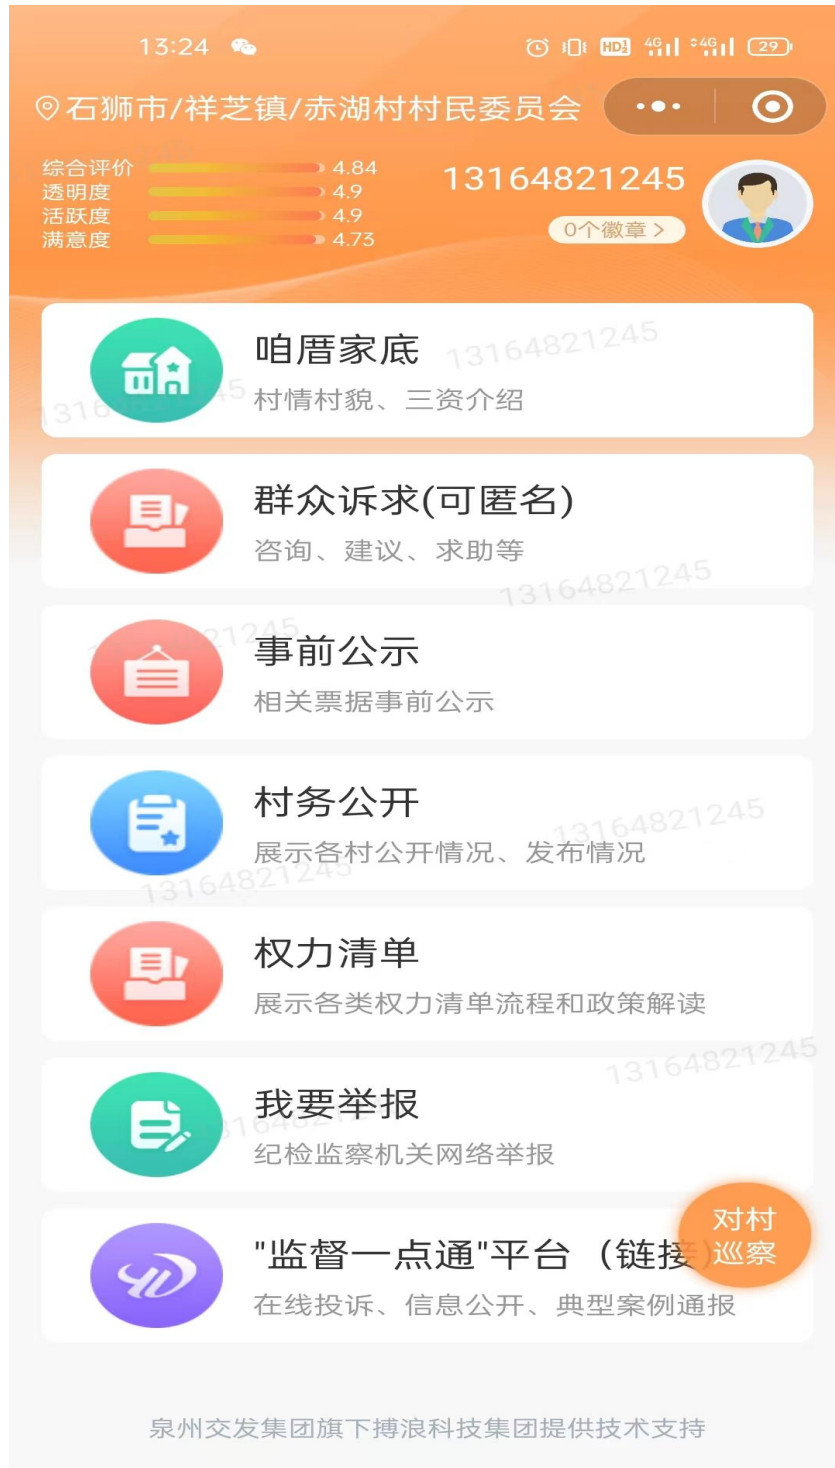 13:24
HD 4G 4G 29
石狮市/祥芝镇/赤湖村村民委员会
综合评价 4.84
透明度 4.9
活跃度 4.9
满意度 4.73
13164821245
0个徽章 >
咱厝家底
村情村貌、三资介绍
13164821245
群众诉求(可匿名)
咨询、建议、求助等
13164821245
事前公示
相关票据事前公示
村务公开
展示各村公开情况、发布情况
13164821245
13164821245
权力清单
展示各类权力清单流程和政策解读
13164821245
我要举报
纪检监察机关网络举报
"监督一点通"平台（链接）
在线投诉、信息公开、典型案例通报
对村
巡察
泉州交发集团旗下搏浪科技集团提供技术支持